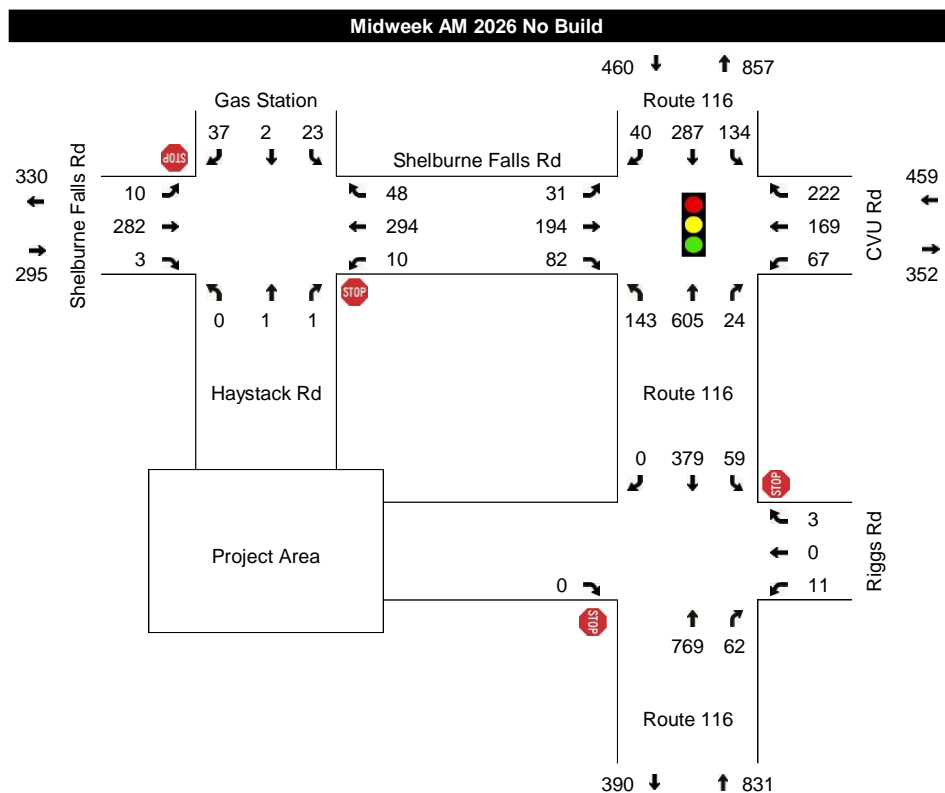 Midweek AM 2026 No Build
460 857
Gas Station Route 116
37 2 23 40 287 134
STOP
Shelburne Falls Rd
330 459
10 48 31 222
Shelburne Falls Rd
282 294 194 169
CVU Rd
3 10 82 67
295 352
STOP
0 1 1 143 605 24
Haystack Rd Route 116
0 379 59
STOP
3
Project Area 0
Riggs Rd
0 11
STOP
769 62
Route 116
390 831